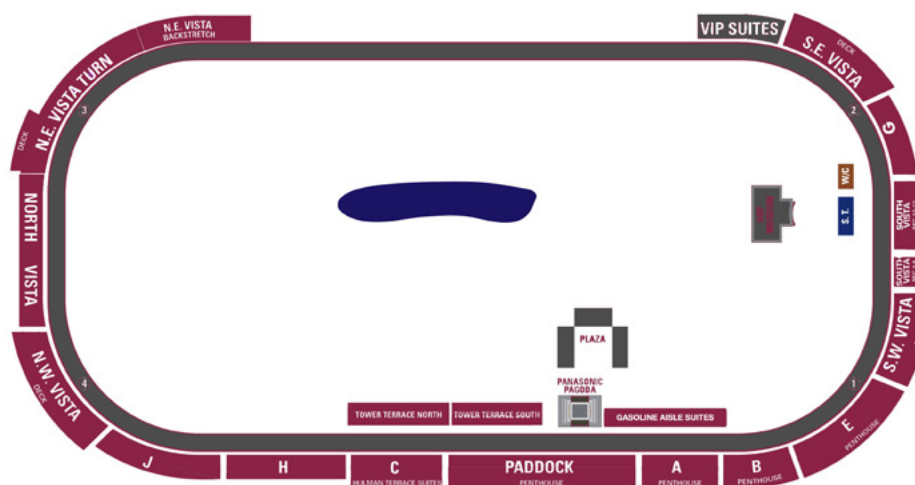 N.E. VISTA
BACKSTRETCH
VIP SUITES
S.E. VISTA
DECK
N.E. VISTA TURN
DECK
3
2
G
W/C
S.T.
NORTH VISTA
SOUTH
VISTA
SOUTH
VISTA
PLAZA
S.W. VISTA
N.W. VISTA
DECK
4
1
PANASONIC
PAGODA
TOWER TERRACE NORTH
TOWER TERRACE SOUTH
GASOLINE AISLE SUITES
E
PENTHOUSE
J
H
C
HULMAN TERRACE SUITES
PADDOCK
PENTHOUSE
A
PENTHOUSE
B
PENTHOUSE